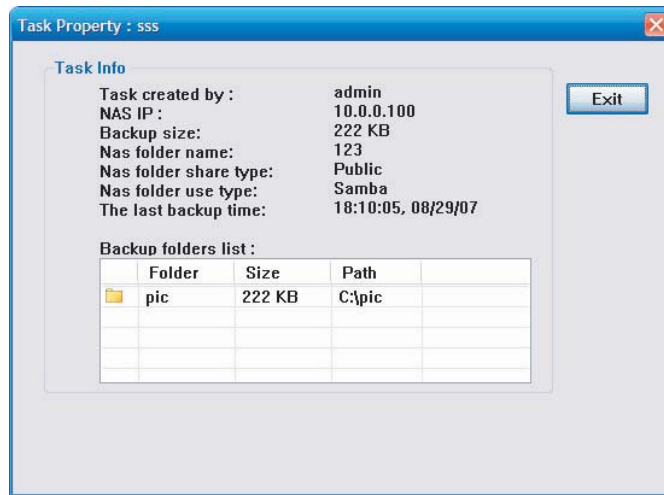 Task Property : sss
Task Info
Task created by : admin
NAS IP : 10.0.0.100
Backup size: 222 KB
Nas folder name: 123
Nas folder share type: Public
Nas folder use type: Samba
The last backup time: 18:10:05, 08/29/07
Exit
Backup folders list :
Folder Size Path
pic 222 KB C:\pic